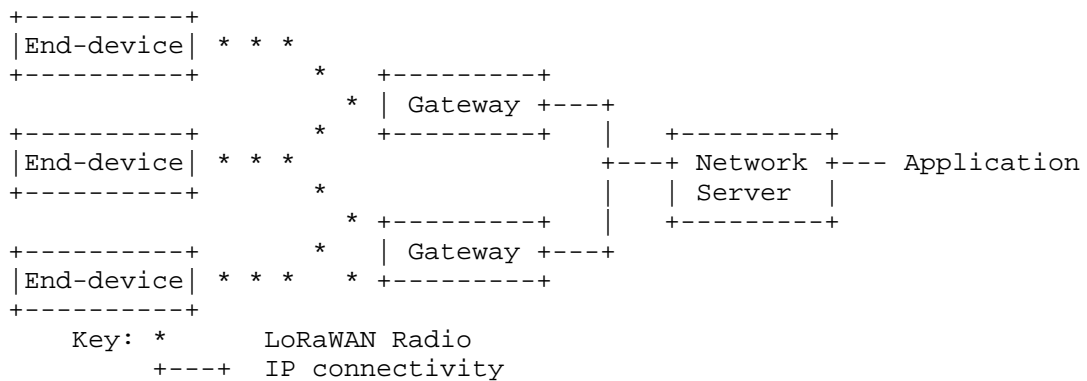 +----------+
|End-device| * * *
+----------+       *   +---------+
                     * | Gateway +---+
+----------+       *   +---------+   |   +---------+
|End-device| * * *                   +---+ Network +--- Application
+----------+       *                 |   | Server  |
                     * +---------+   |   +---------+
+----------+       *   | Gateway +---+
|End-device| * * *   * +---------+
+----------+
    Key: *      LoRaWAN Radio
         +---+  IP connectivity